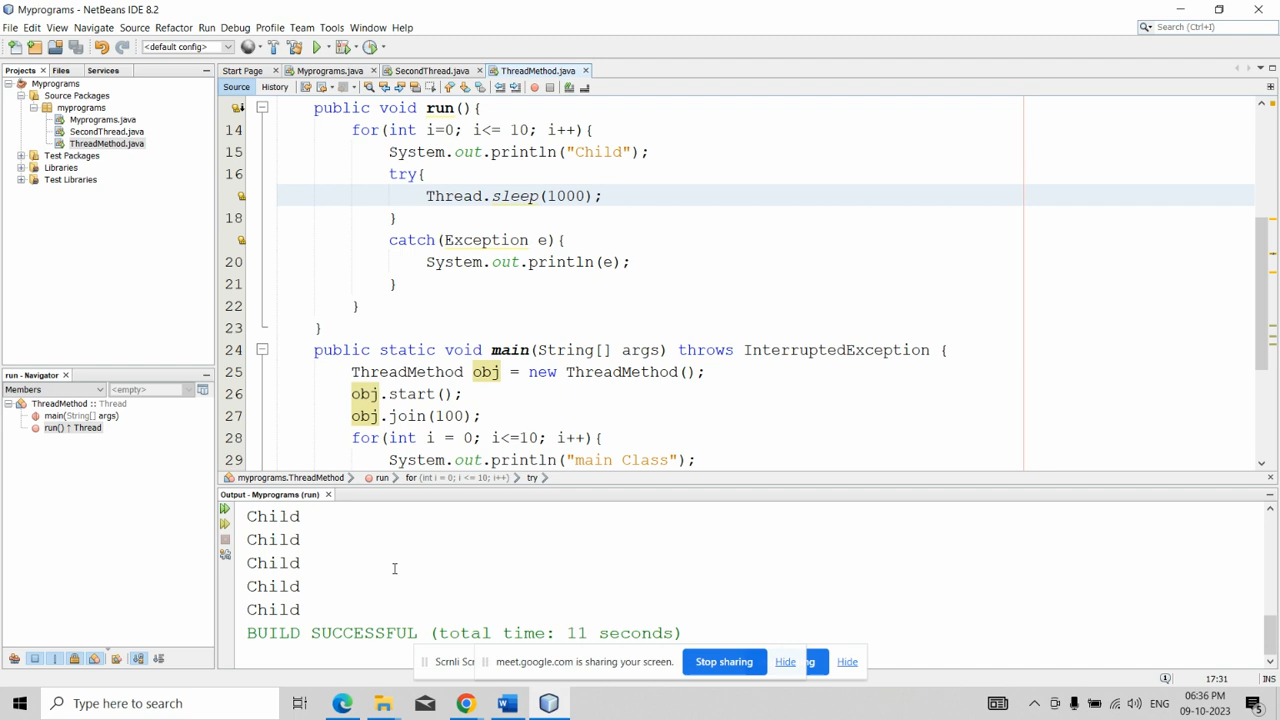 Myprograms - NetBeans IDE 8.2
File Edit View Navigate Source Refactor Run Debug Profile Team Tools Window Help
Search (Ctrl+I)
<default config>
Projects Files Services
Start Page Myprograms.java SecondThread.java ThreadMethod.java
Source History
Myprograms
Source Packages
myprograms
Myprograms.java
SecondThread.java
ThreadMethod.java
Test Packages
Libraries
Test Libraries
public void run(){
14 for(int i=0; i<= 10; i++){
15 System.out.println("Child");
16 try{
Thread.sleep(1000);
18 }
catch(Exception e){
20 System.out.println(e);
21 }
22 }
23 }
24 public static void main(String[] args) throws InterruptedException {
25 ThreadMethod obj = new ThreadMethod();
26 obj.start();
27 obj.join(100);
28 for(int i = 0; i<=10; i++){
29 System.out.println("main Class");
myprograms.ThreadMethod run for (int i = 0; i <= 10; i++) try
run - Navigator
Members <empty>
ThreadMethod :: Thread
main(String[] args)
run() ↑ Thread
Output - Myprograms (run)
Child
Child
Child
Child
Child
BUILD SUCCESSFUL (total time: 11 seconds)
Scrnli Scr meet.google.com is sharing your screen. Stop sharing Hide ng Hide
17:31 INS
Type here to search
ENG
06:36 PM
09-10-2023
5